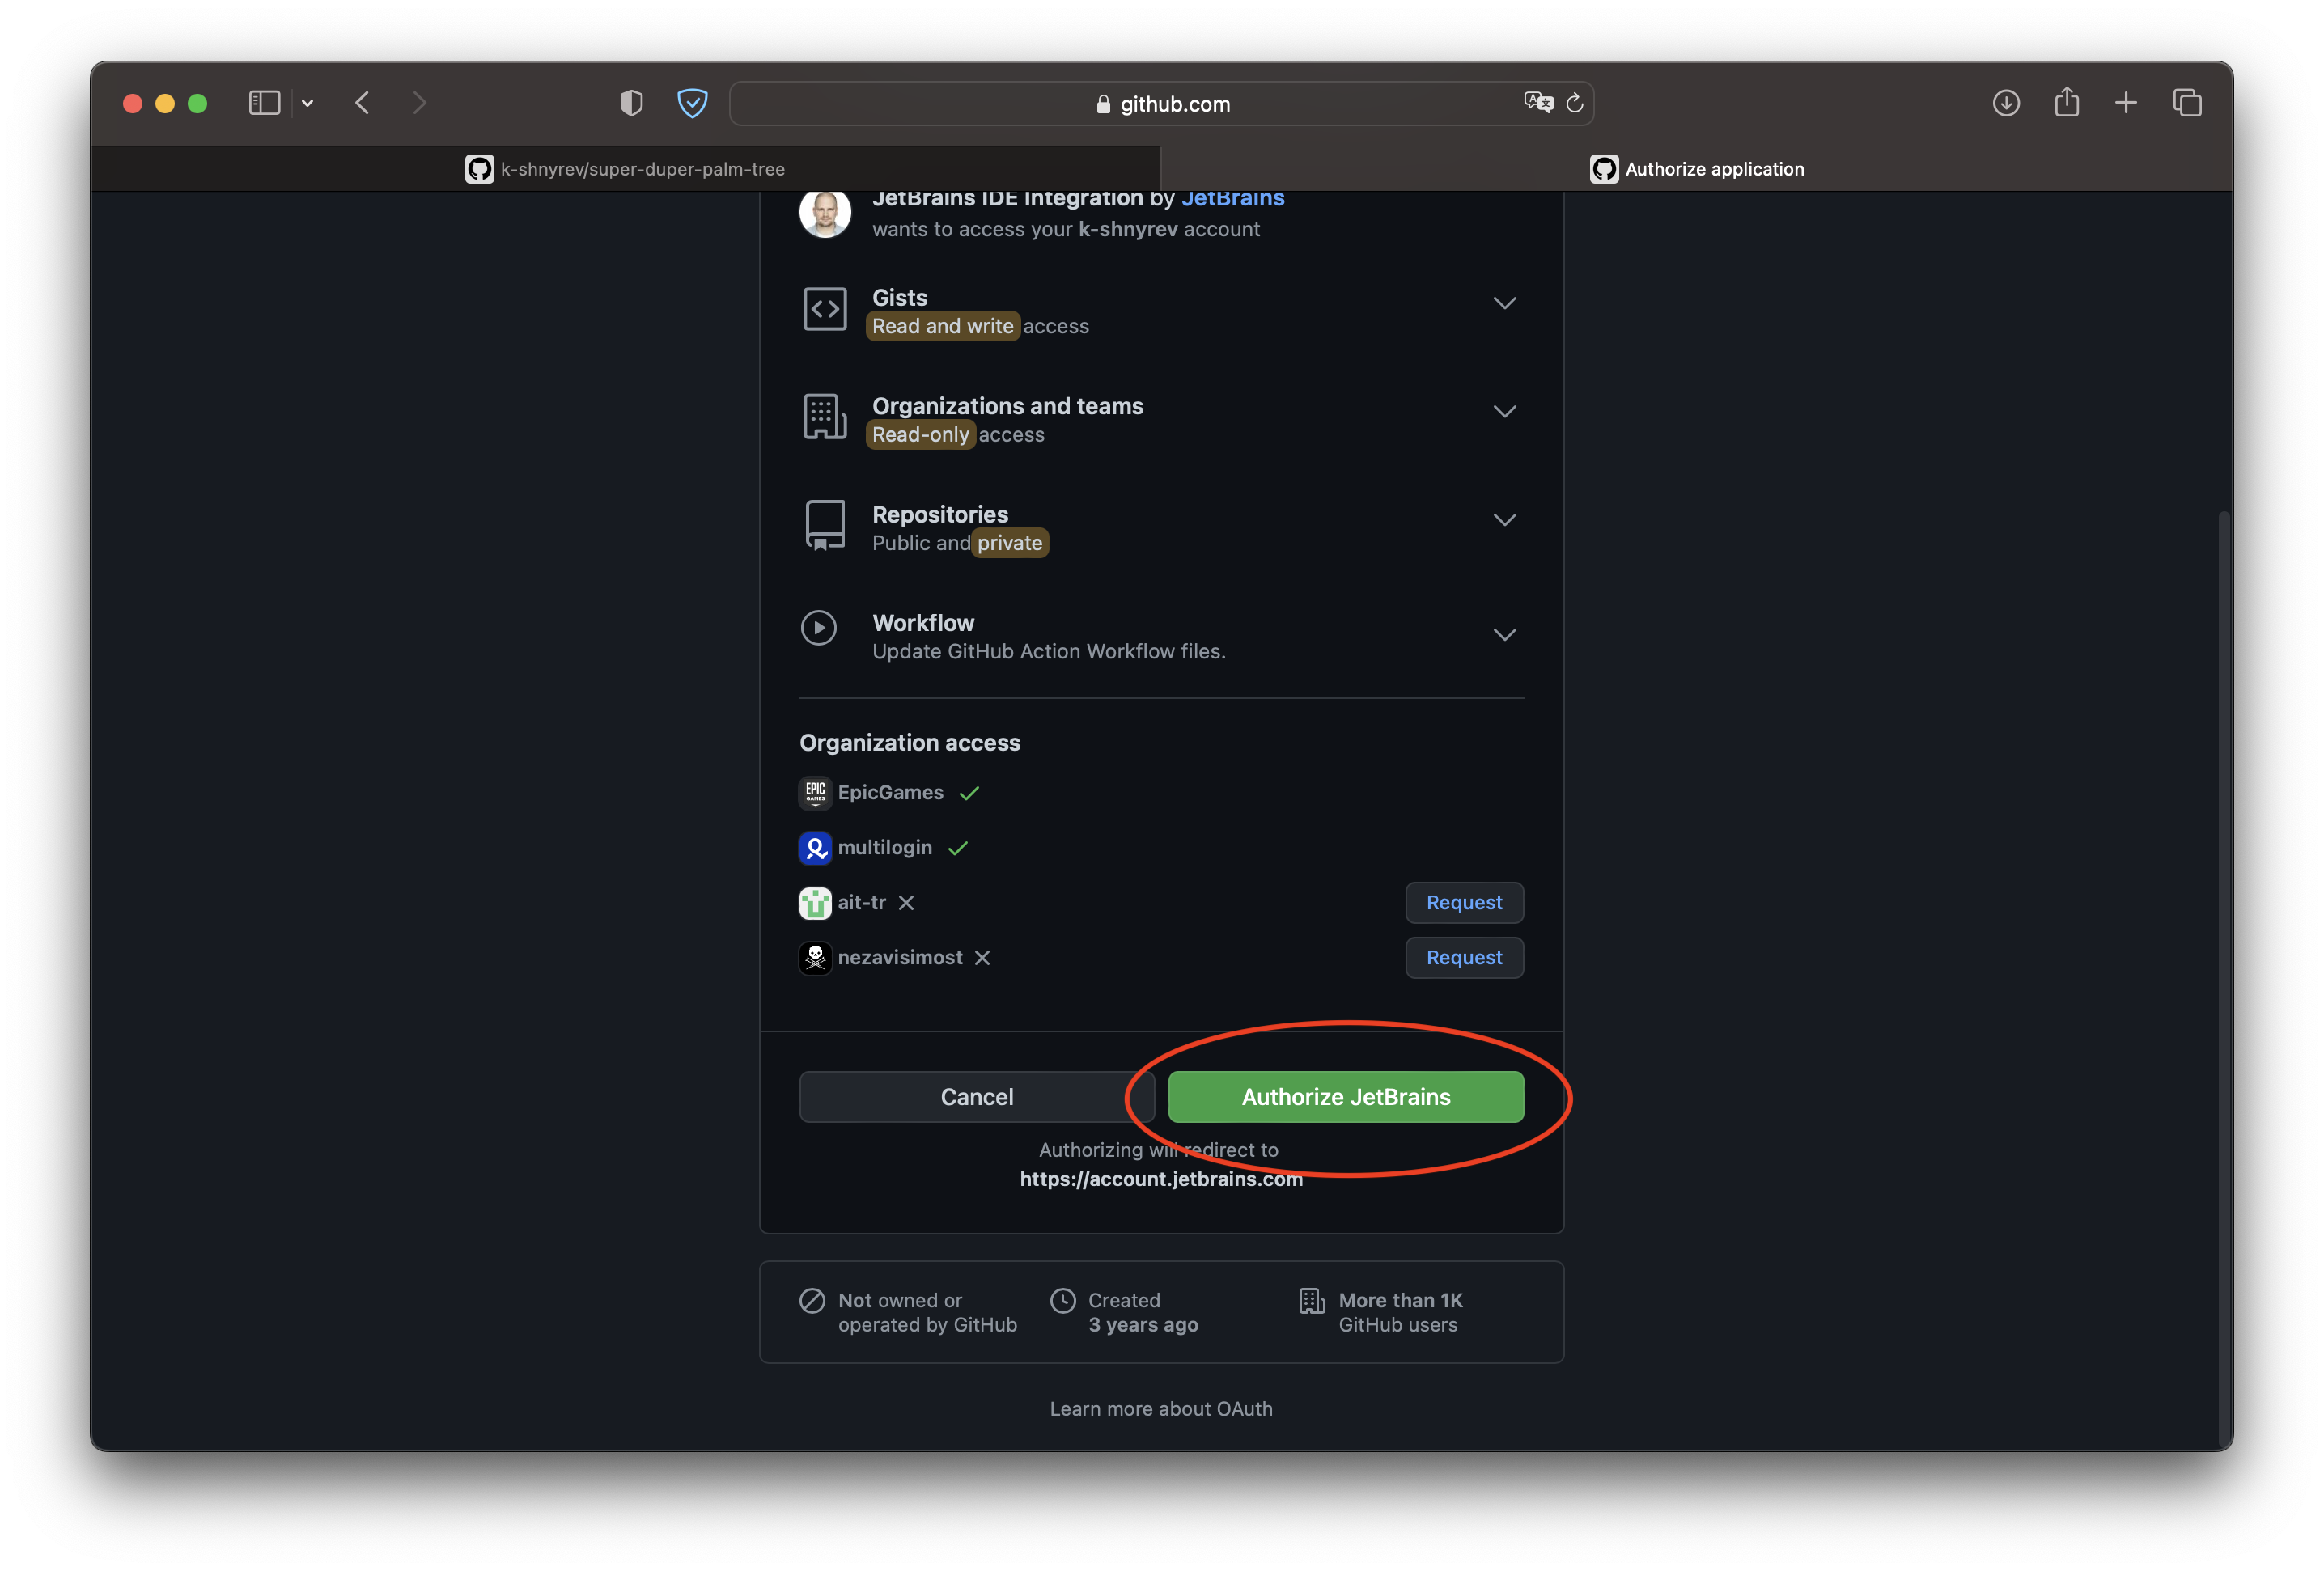 github.com
k-shnyrev/super-duper-palm-tree
Authorize application
JetBrains IDE Integration by JetBrains
wants to access your k-shnyrev account
Gists
Read and write access
Organizations and teams
Read-only access
Repositories
Public and private
Workflow
Update GitHub Action Workflow files.
Organization access
EPIC
GAMES
EpicGames
multilogin
ait-tr
Request
nezavisimost
Request
Cancel
Authorize JetBrains
Authorizing will redirect to
https://account.jetbrains.com
Not owned or
operated by GitHub
Created
3 years ago
More than 1K
GitHub users
Learn more about OAuth